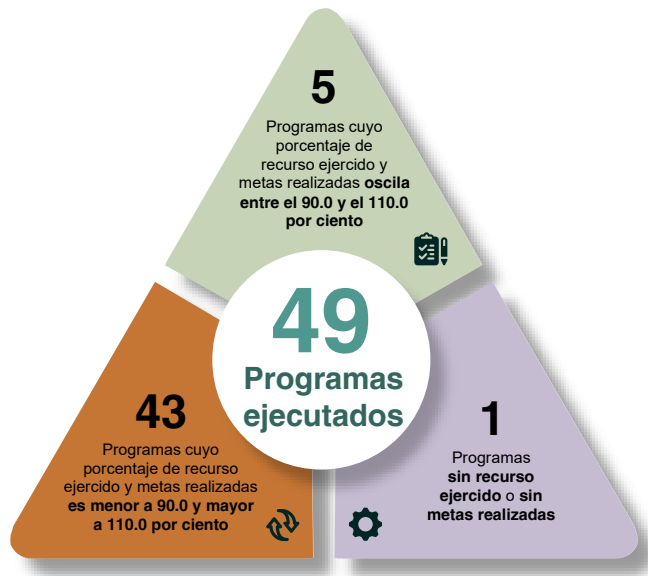 5
Programas cuyo
porcentaje de
recurso ejercido y
metas realizadas oscila
entre el 90.0 y el 110.0
por ciento
49
Programas
ejecutados
43
Programas cuyo
porcentaje de recurso
ejercido y metas realizadas
es menor a 90.0 y mayor
a 110.0 por ciento
1
Programas
sin recurso
ejercido o sin
metas realizadas